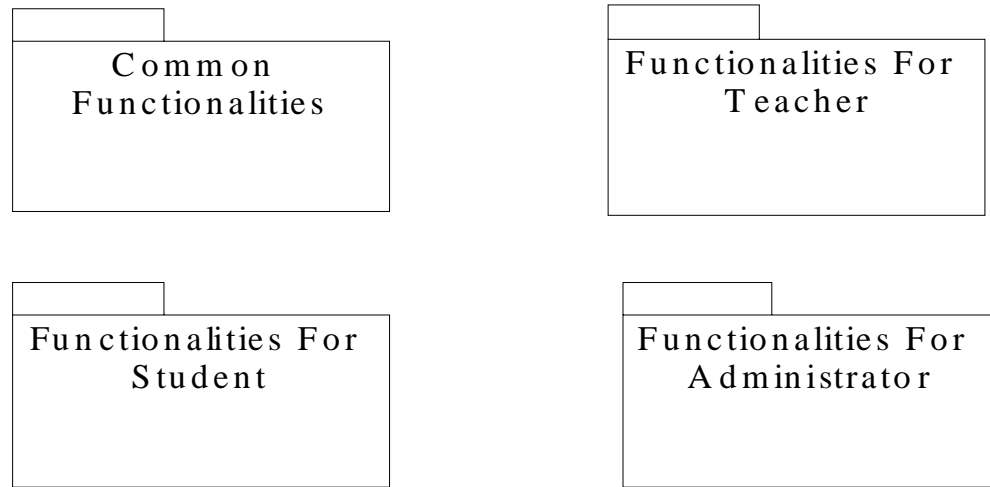 Common
Functionalities
Functionalities For
Teacher
Functionalities For
Student
Functionalities For
Administrator